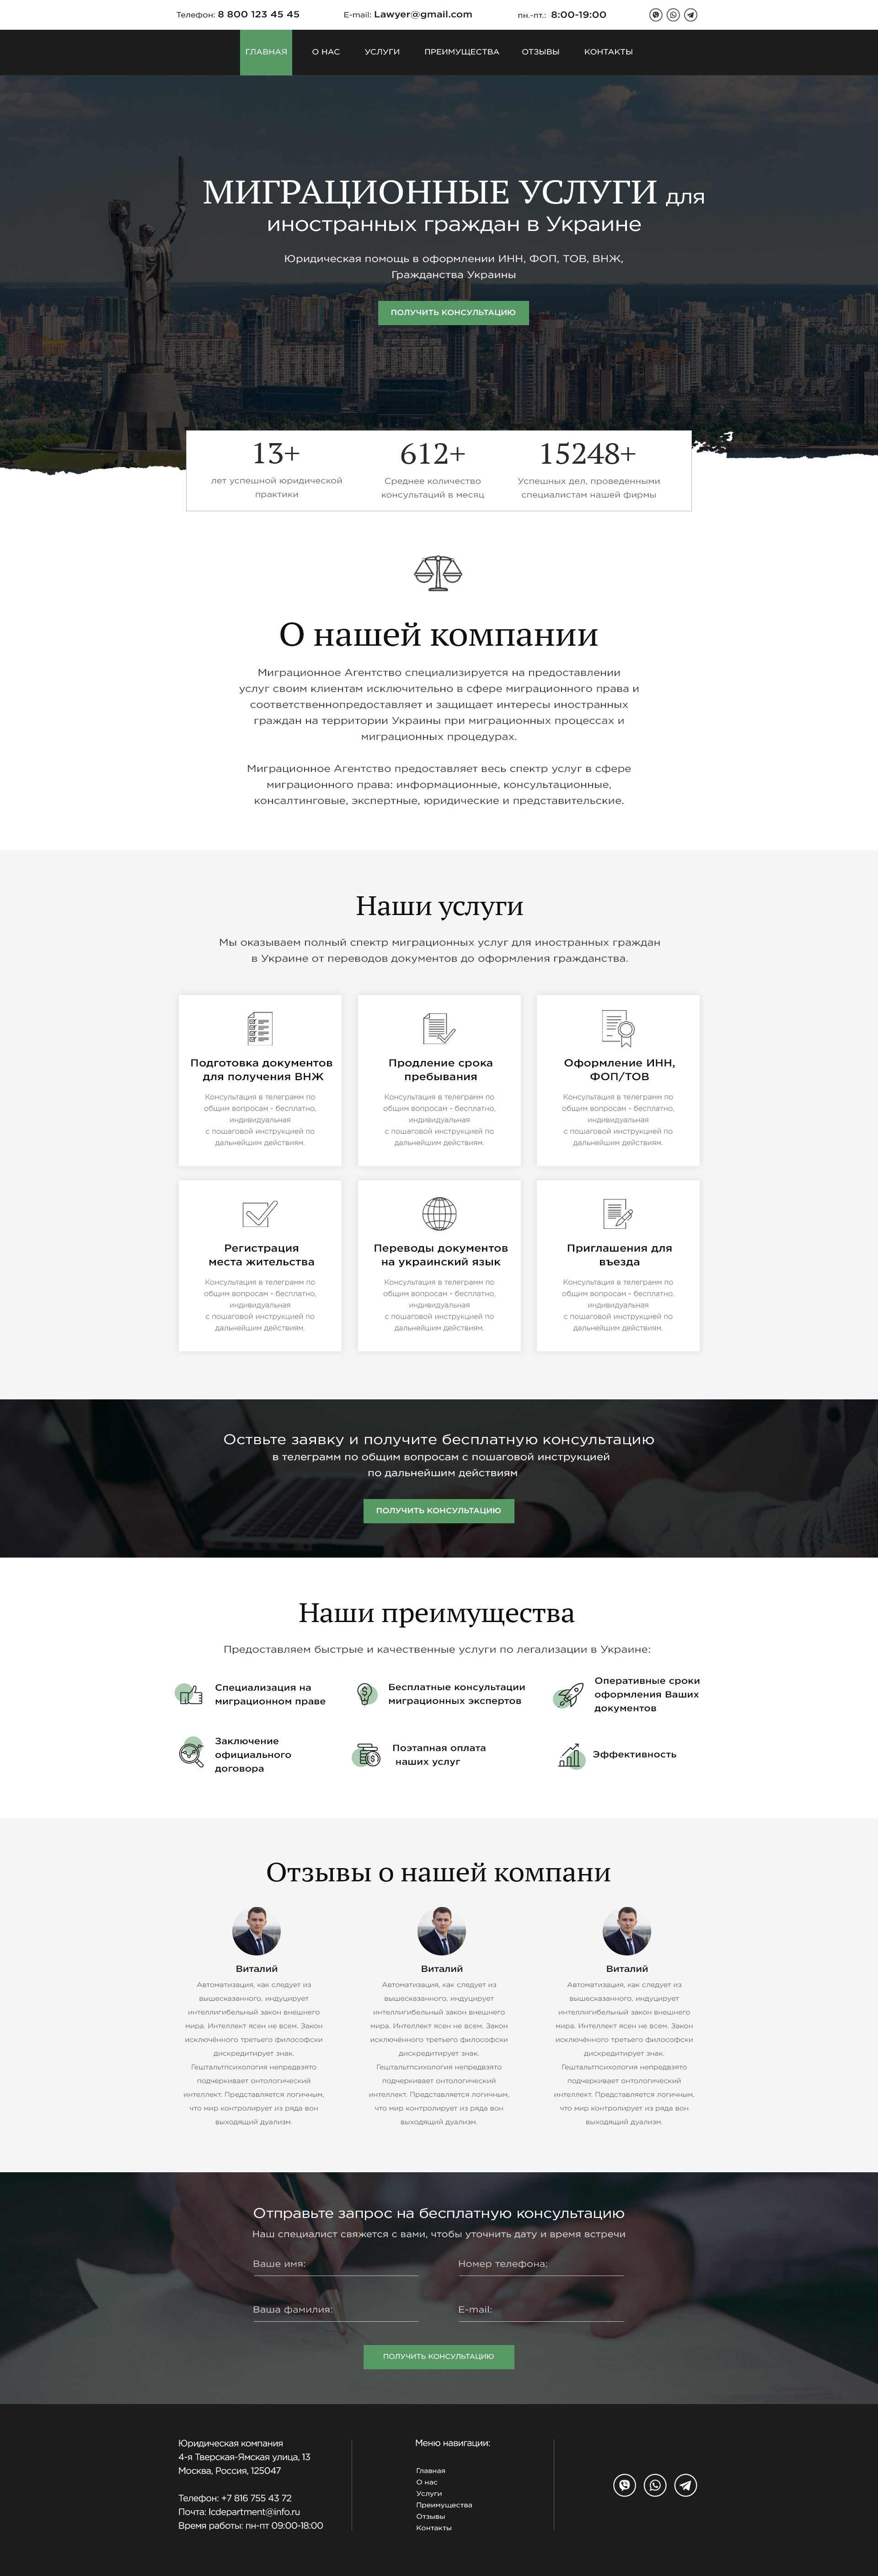 Телефон: 8 800 123 45 45
E-mail: Lawyer@gmail.com
пн.-пт.: 8:00-19:00
ГЛАВНАЯ
О НАС
УСЛУГИ
ПРЕИМУЩЕСТВА
ОТЗЫВЫ
КОНТАКТЫ
МИГРАЦИОННЫЕ УСЛУГИ для
иностранных граждан в Украине
Юридическая помощь в оформлении ИНН, ФОП, ТОВ, ВНЖ,
Гражданства Украины
ПОЛУЧИТЬ КОНСУЛЬТАЦИЮ
13+
лет успешной юридической
практики
612+
Среднее количество
консультаций в месяц
15248+
Успешных дел, проведенными
специалистам нашей фирмы
О нашей компании
Миграционное Агентство специализируется на предоставлении
услуг своим клиентам исключительно в сфере миграционного права и
соответственнопредоставляет и защищает интересы иностранных
граждан на территории Украины при миграционных процессах и
миграционных процедурах.
Миграционное Агентство предоставляет весь спектр услуг в сфере
миграционного права: информационные, консультационные,
консалтинговые, экспертные, юридические и представительские.
Наши услуги
Мы оказываем полный спектр миграционных услуг для иностранных граждан
в Украине от переводов документов до оформления гражданства.
Подготовка документов
для получения ВНЖ
Консультация в телеграмм по
общим вопросам - бесплатно,
индивидуальная
с пошаговой инструкцией по
дальнейшим действиям.
Продление срока
пребывания
Консультация в телеграмм по
общим вопросам - бесплатно,
индивидуальная
с пошаговой инструкцией по
дальнейшим действиям.
Оформление ИНН,
ФОП/ТОВ
Консультация в телеграмм по
общим вопросам - бесплатно,
индивидуальная
с пошаговой инструкцией по
дальнейшим действиям.
Регистрация
места жительства
Консультация в телеграмм по
общим вопросам - бесплатно,
индивидуальная
с пошаговой инструкцией по
дальнейшим действиям.
Переводы документов
на украинский язык
Консультация в телеграмм по
общим вопросам - бесплатно,
индивидуальная
с пошаговой инструкцией по
дальнейшим действиям.
Приглашения для
въезда
Консультация в телеграмм по
общим вопросам - бесплатно,
индивидуальная
с пошаговой инструкцией по
дальнейшим действиям.
Оствьте заявку и получите бесплатную консультацию
в телеграмм по общим вопросам с пошаговой инструкцией
по дальнейшим действиям
ПОЛУЧИТЬ КОНСУЛЬТАЦИЮ
Наши преимущества
Предоставляем быстрые и качественные услуги по легализации в Украине:
Специализация на
миграционном праве
Бесплатные консультации
миграционных экспертов
Оперативные сроки
оформления Ваших
документов
Заключение
официального
договора
Поэтапная оплата
наших услуг
Эффективность
Отзывы о нашей компани
Виталий
Автоматизация, как следует из
вышесказанного, индуцирует
интеллигибельный закон внешнего
мира. Интеллект ясен не всем. Закон
исключённого третьего философски
дискредитирует знак.
Гештальтпсихология непредвзято
подчеркивает онтологический
интеллект. Представляется логичным,
что мир контролирует из ряда вон
выходящий дуализм.
Виталий
Автоматизация, как следует из
вышесказанного, индуцирует
интеллигибельный закон внешнего
мира. Интеллект ясен не всем. Закон
исключённого третьего философски
дискредитирует знак.
Гештальтпсихология непредвзято
подчеркивает онтологический
интеллект. Представляется логичным,
что мир контролирует из ряда вон
выходящий дуализм.
Виталий
Автоматизация, как следует из
вышесказанного, индуцирует
интеллигибельный закон внешнего
мира. Интеллект ясен не всем. Закон
исключённого третьего философски
дискредитирует знак.
Гештальтпсихология непредвзято
подчеркивает онтологический
интеллект. Представляется логичным,
что мир контролирует из ряда вон
выходящий дуализм.
Отправьте запрос на бесплатную консультацию
Наш специалист свяжется с вами, чтобы уточнить дату и время встречи
Ваше имя:
Номер телефона:
Ваша фамилия:
E-mail:
ПОЛУЧИТЬ КОНСУЛЬТАЦИЮ
Юридическая компания
4-я Тверская-Ямская улица, 13
Москва, Россия, 125047
Телефон: +7 816 755 43 72
Почта: lcdepartment@info.ru
Время работы: пн-пт 09:00-18:00
Меню навигации:
Главная
О нас
Услуги
Преимущества
Отзывы
Контакты